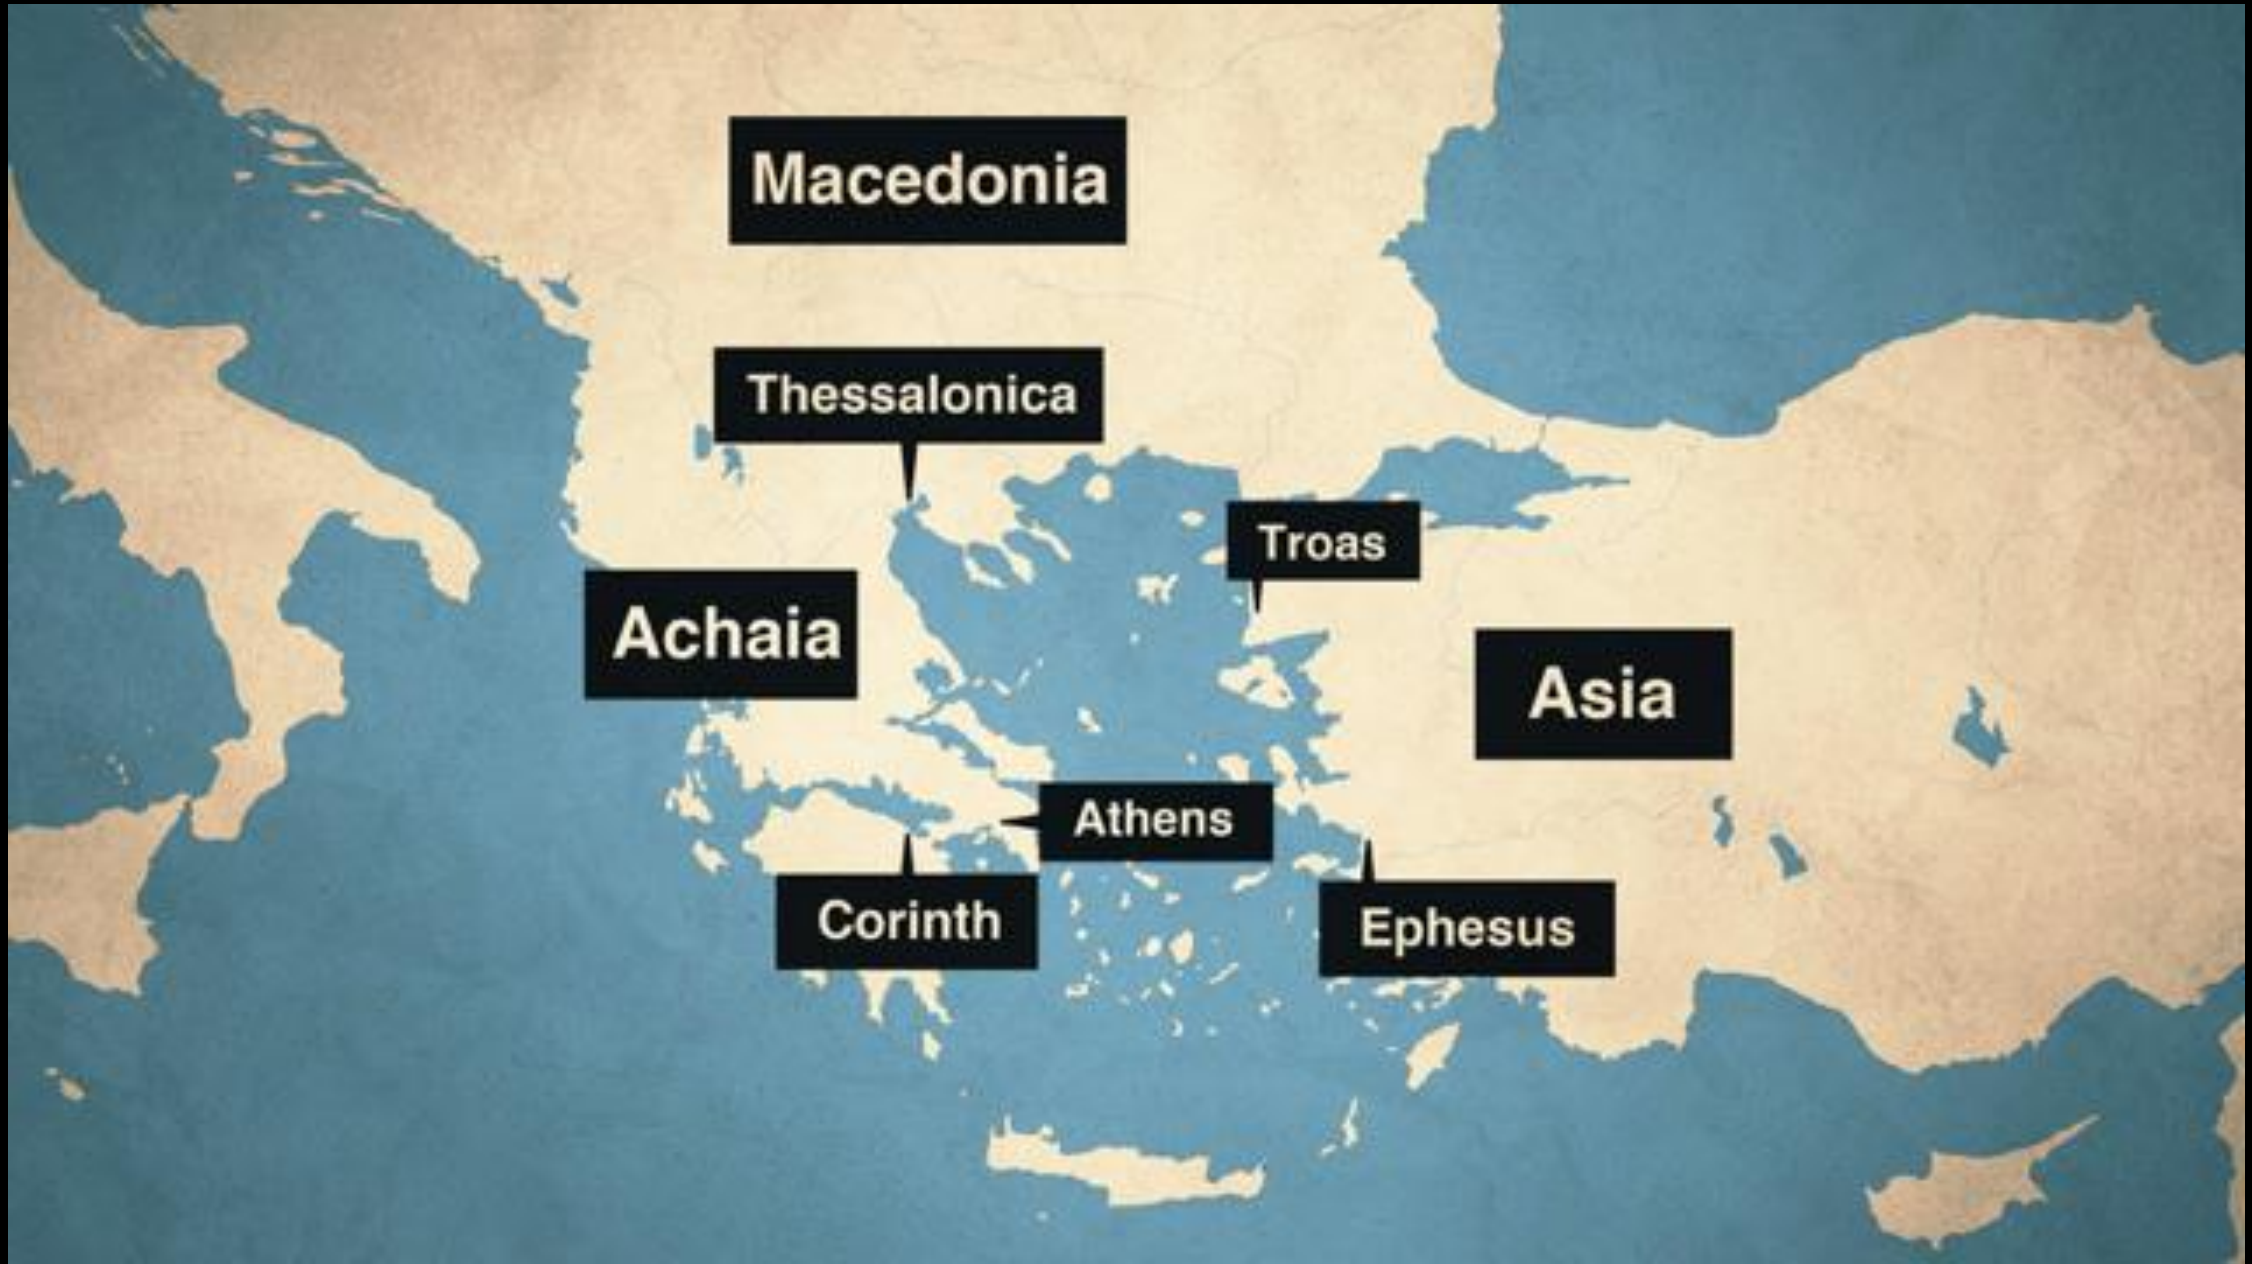 Macedonia
Thessalonica
Troas
Achaia
Asia
Athens
Corinth
Ephesus